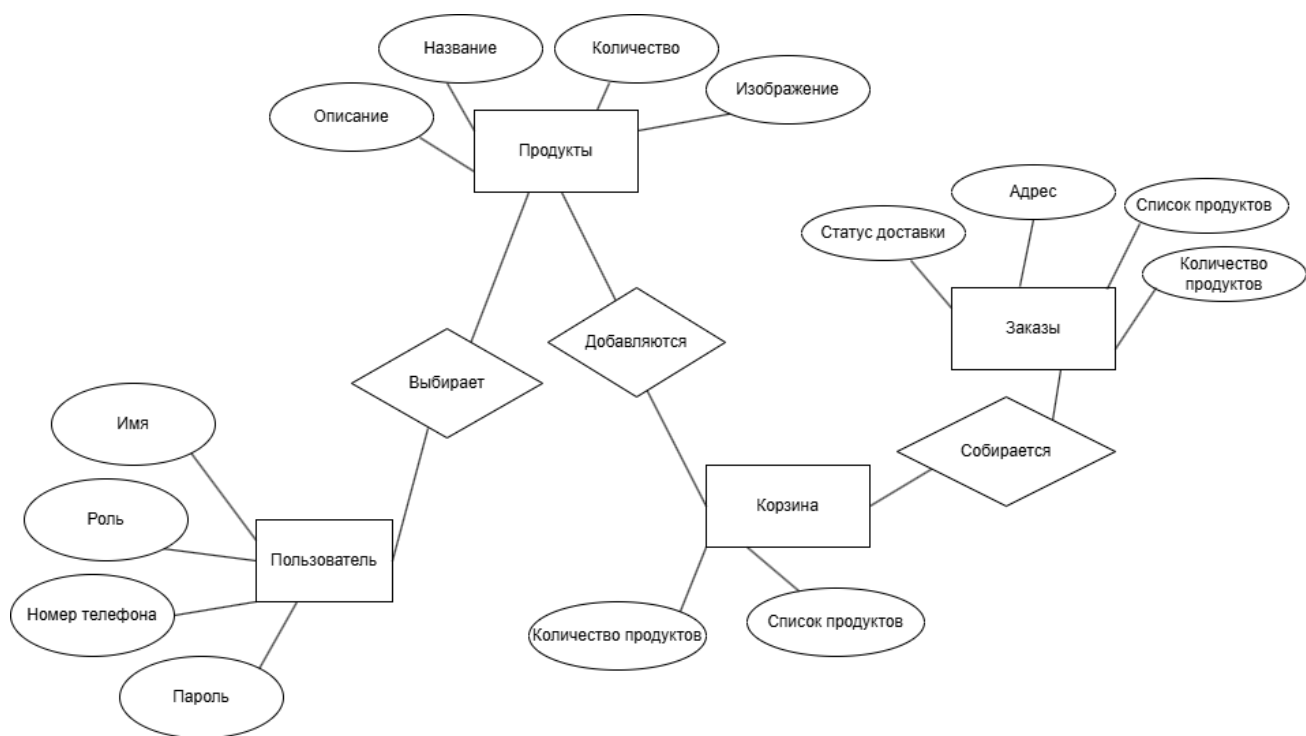 Название
Количество
Изображение
Описание
Продукты
Адрес
Список продуктов
Статус доставки
Количество
продуктов
Заказы
Добавляются
Выбирает
Имя
Собирается
Корзина
Роль
Пользователь
Номер телефона
Количество продуктов
Список продуктов
Пароль